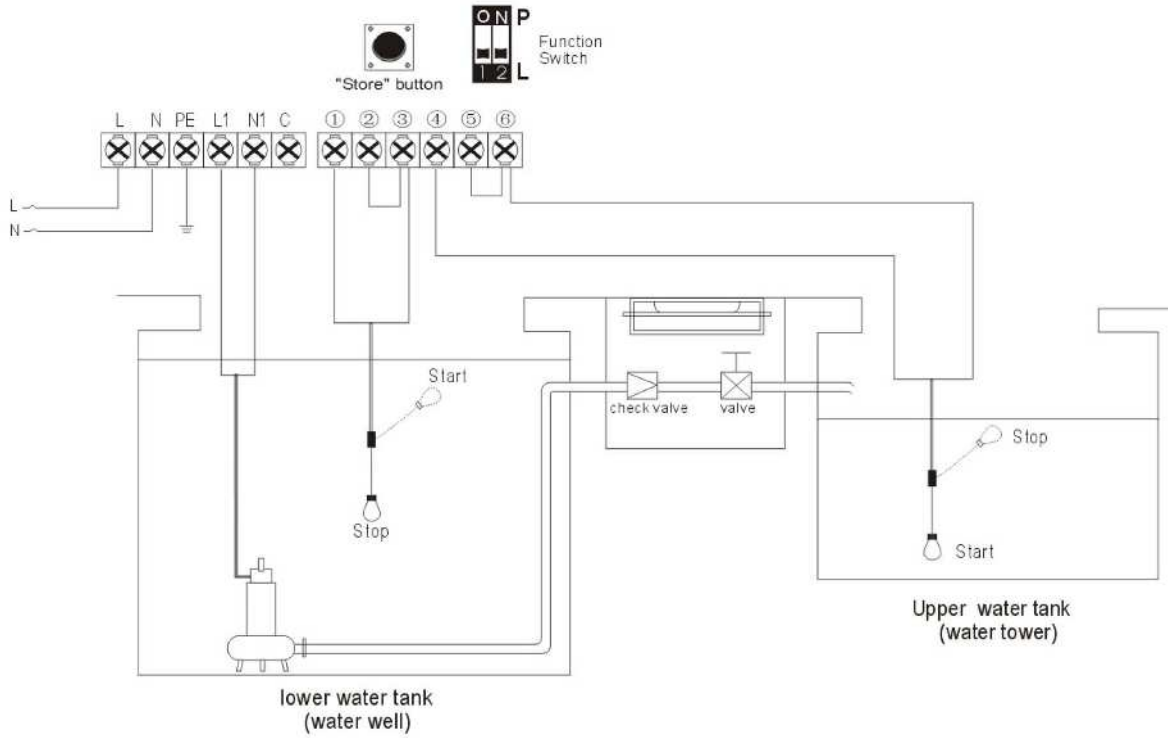 ON P
Function
Switch
1 2 L
"Store" button
L N PE L1 N1 C ① ② ③ ④ ⑤ ⑥
L
N
Start
Stop
check valve
valve
Stop
Start
lower water tank
(water well)
Upper water tank
(water tower)